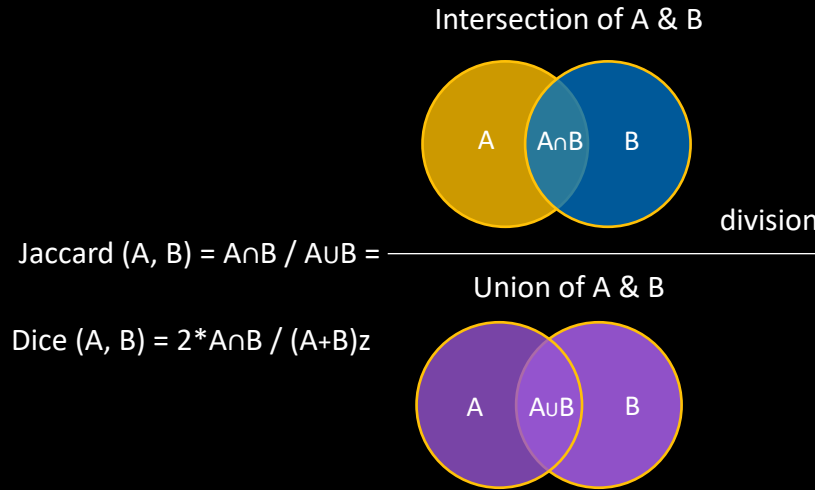 Intersection of A & B
A A∩B B
division
Jaccard (A, B) = A∩B / A∪B =
Union of A & B
Dice (A, B) = 2*A∩B / (A+B)z
A A∪B B